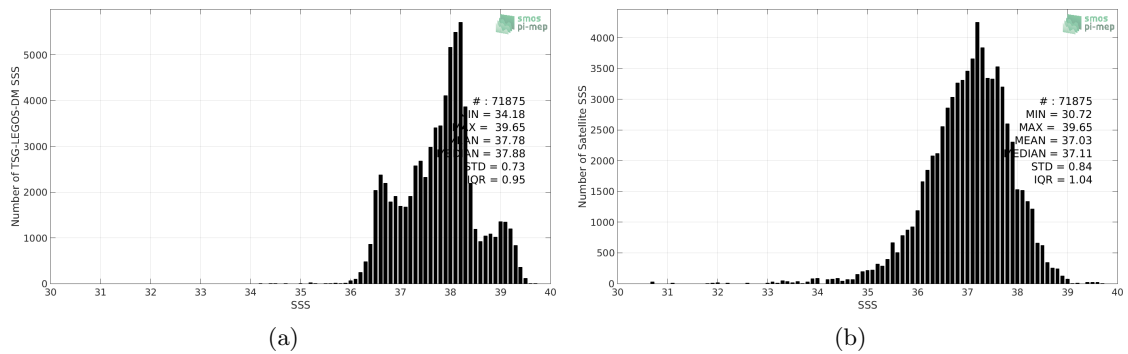 smos
pi-mep
Number of TSG-LEGOS-DM SSS
5000
4000
3000
2000
1000
0
# : 71875
MIN = 34.18
MAX = 39.65
MEAN = 37.78
MEDIAN = 37.88
STD = 0.73
IQR = 0.95
30 31 32 33 34 35 36 37 38 39 40
SSS
(a)
smos
pi-mep
Number of Satellite SSS
4000
3500
3000
2500
2000
1500
1000
500
0
# : 71875
MIN = 30.72
MAX = 39.65
MEAN = 37.03
MEDIAN = 37.11
STD = 0.84
IQR = 1.04
30 31 32 33 34 35 36 37 38 39 40
SSS
(b)